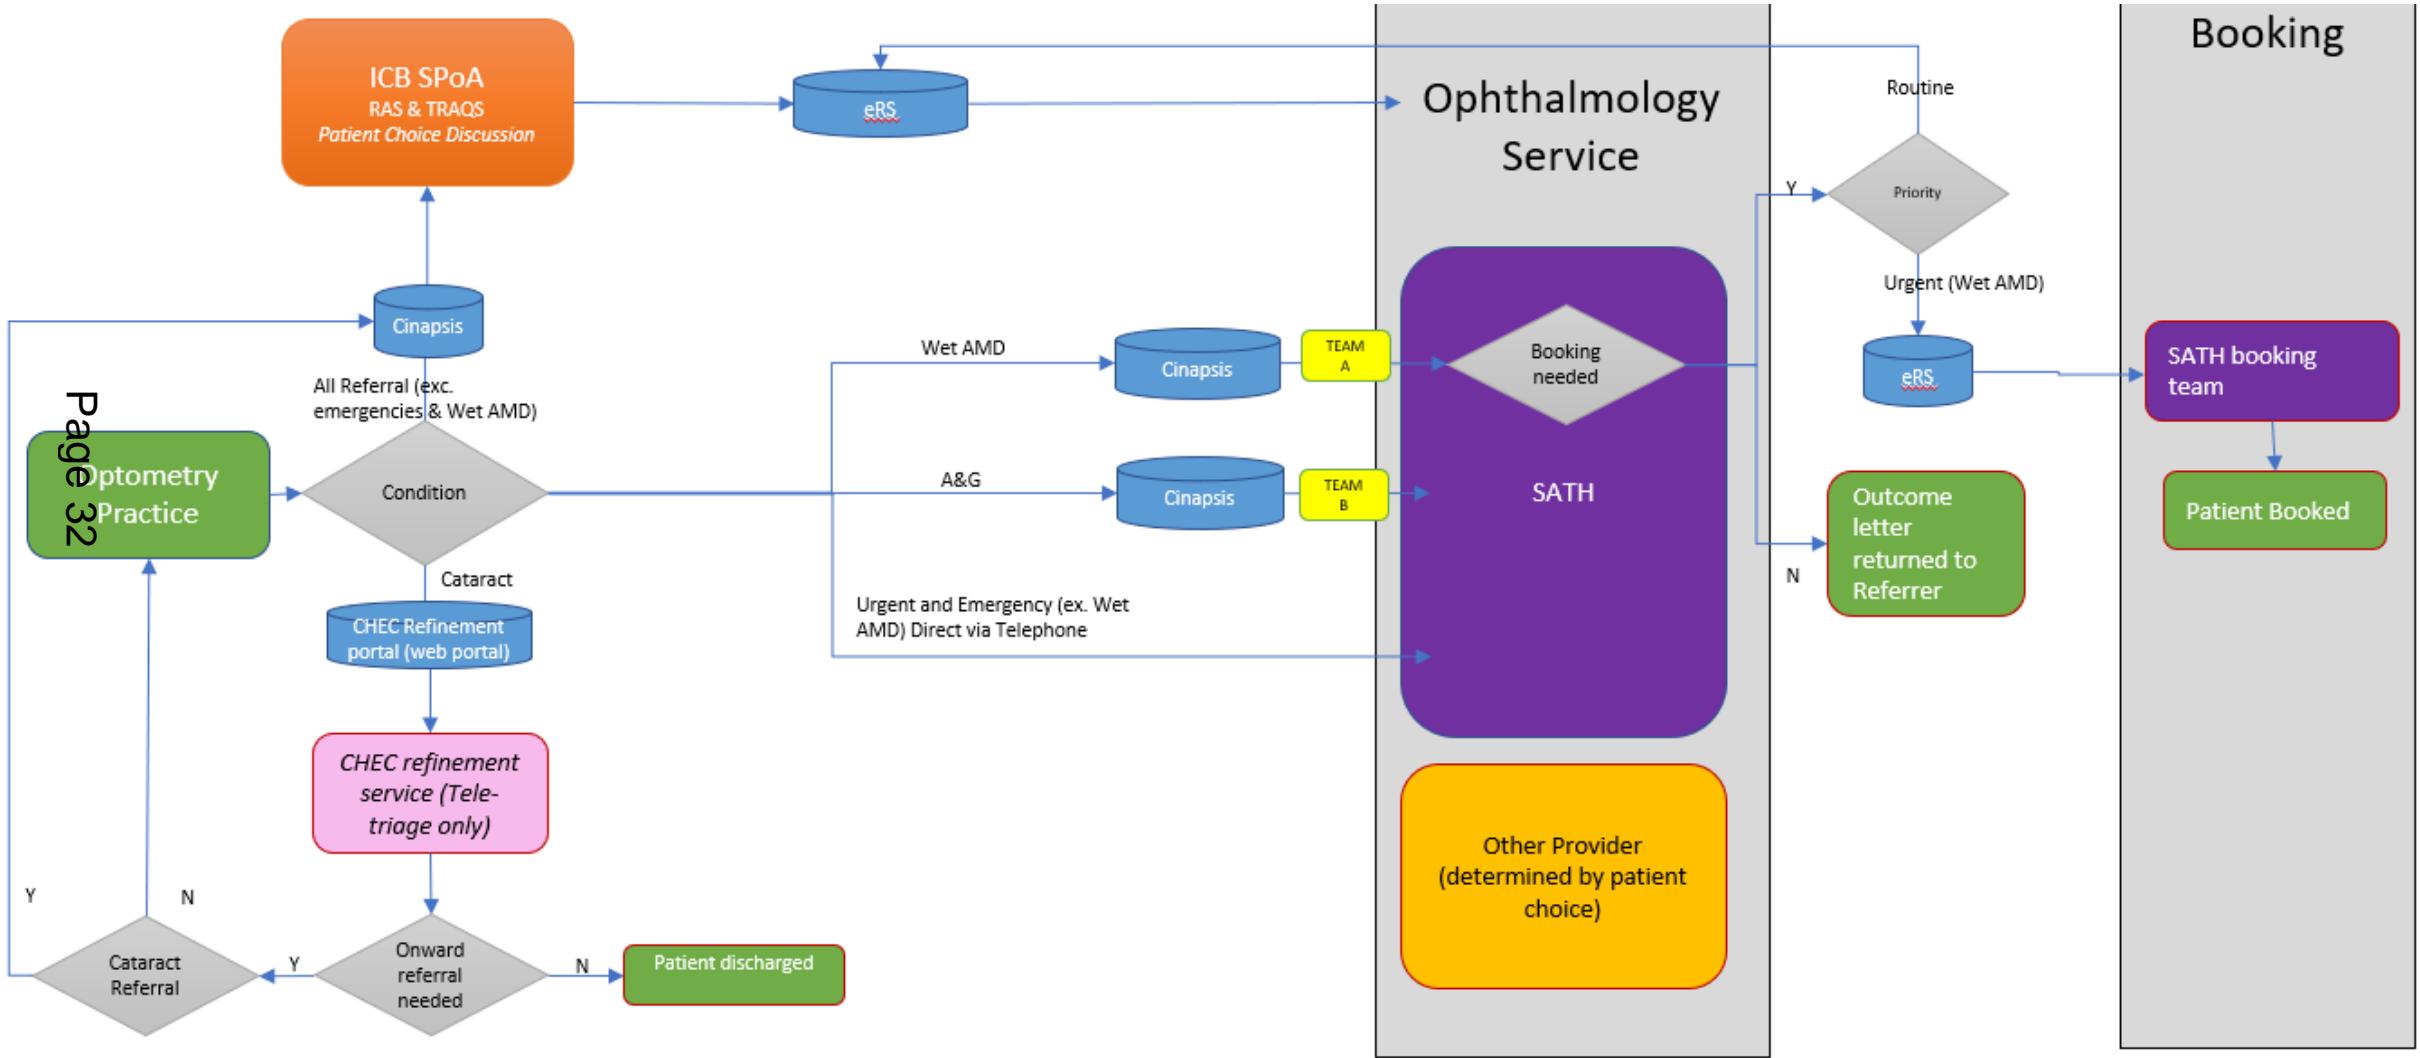 Booking
ICB SPoA
RAS & TRAQS
Patient Choice Discussion
eRS
Ophthalmology
Service
Routine
Y
Priority
Urgent (Wet AMD)
Cinapsis
All Referral (exc.
emergencies & Wet AMD)
Wet AMD
Cinapsis
TEAM
A
Booking
needed
eRS
SATH booking
team
Page 32
Optometry
Practice
Condition
A&G
Cinapsis
TEAM
B
SATH
Outcome
letter
returned to
Referrer
Patient Booked
N
Cataract
Urgent and Emergency (ex. Wet
AMD) Direct via Telephone
CHEC Refinement
portal (web portal)
CHEC refinement
service (Tele-
triage only)
Other Provider
(determined by patient
choice)
Y
N
Cataract
Referral
Y
Onward
referral
needed
N
Patient discharged